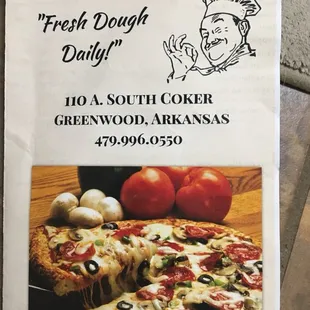 "Fresh Dough
Daily!"
110 A. South Coker
Greenwood, Arkansas
479.996.0550